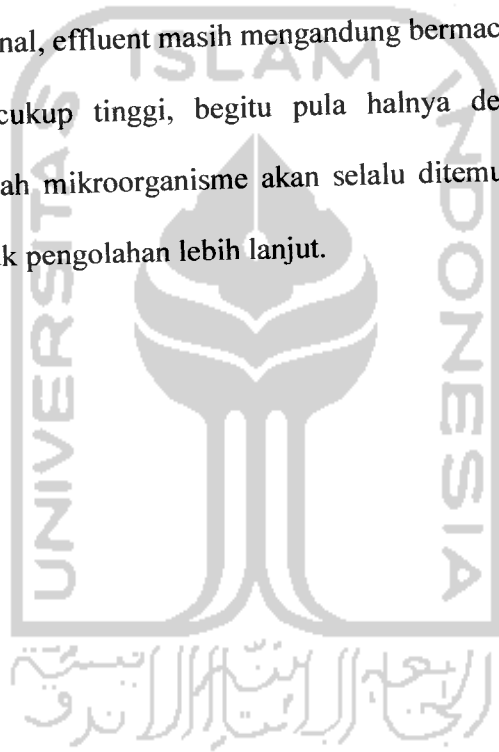 nal, effluent masih mengandung bermac
cukup tinggi, begitu pula halnya de
ah mikroorganisme akan selalu ditemu
k pengolahan lebih lanjut.
ISLAM
UNIVERSITAS
INDONESIA